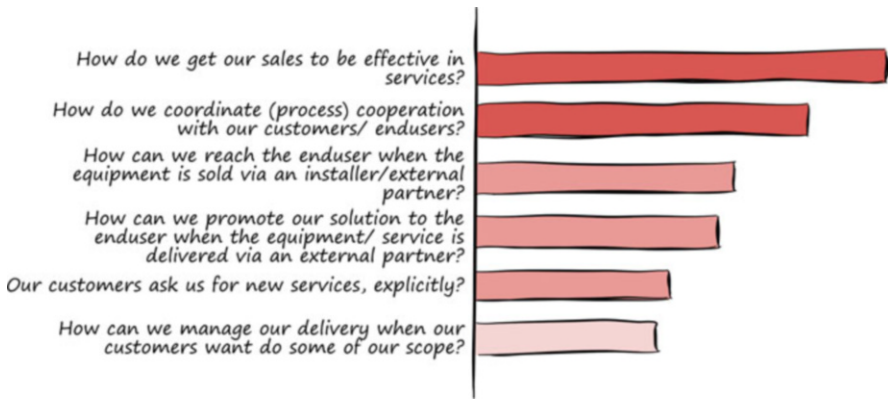 How do we get our sales to be effective in
services?
How do we coordinate (process) cooperation
with our customers/ endusers?
How can we reach the enduser when the
equipment is sold via an installer/external
partner?
How can we promote our solution to the
enduser when the equipment/ service is
delivered via an external partner?
Our customers ask us for new services, explicitly?
How can we manage our delivery when our
customers want do some of our scope?